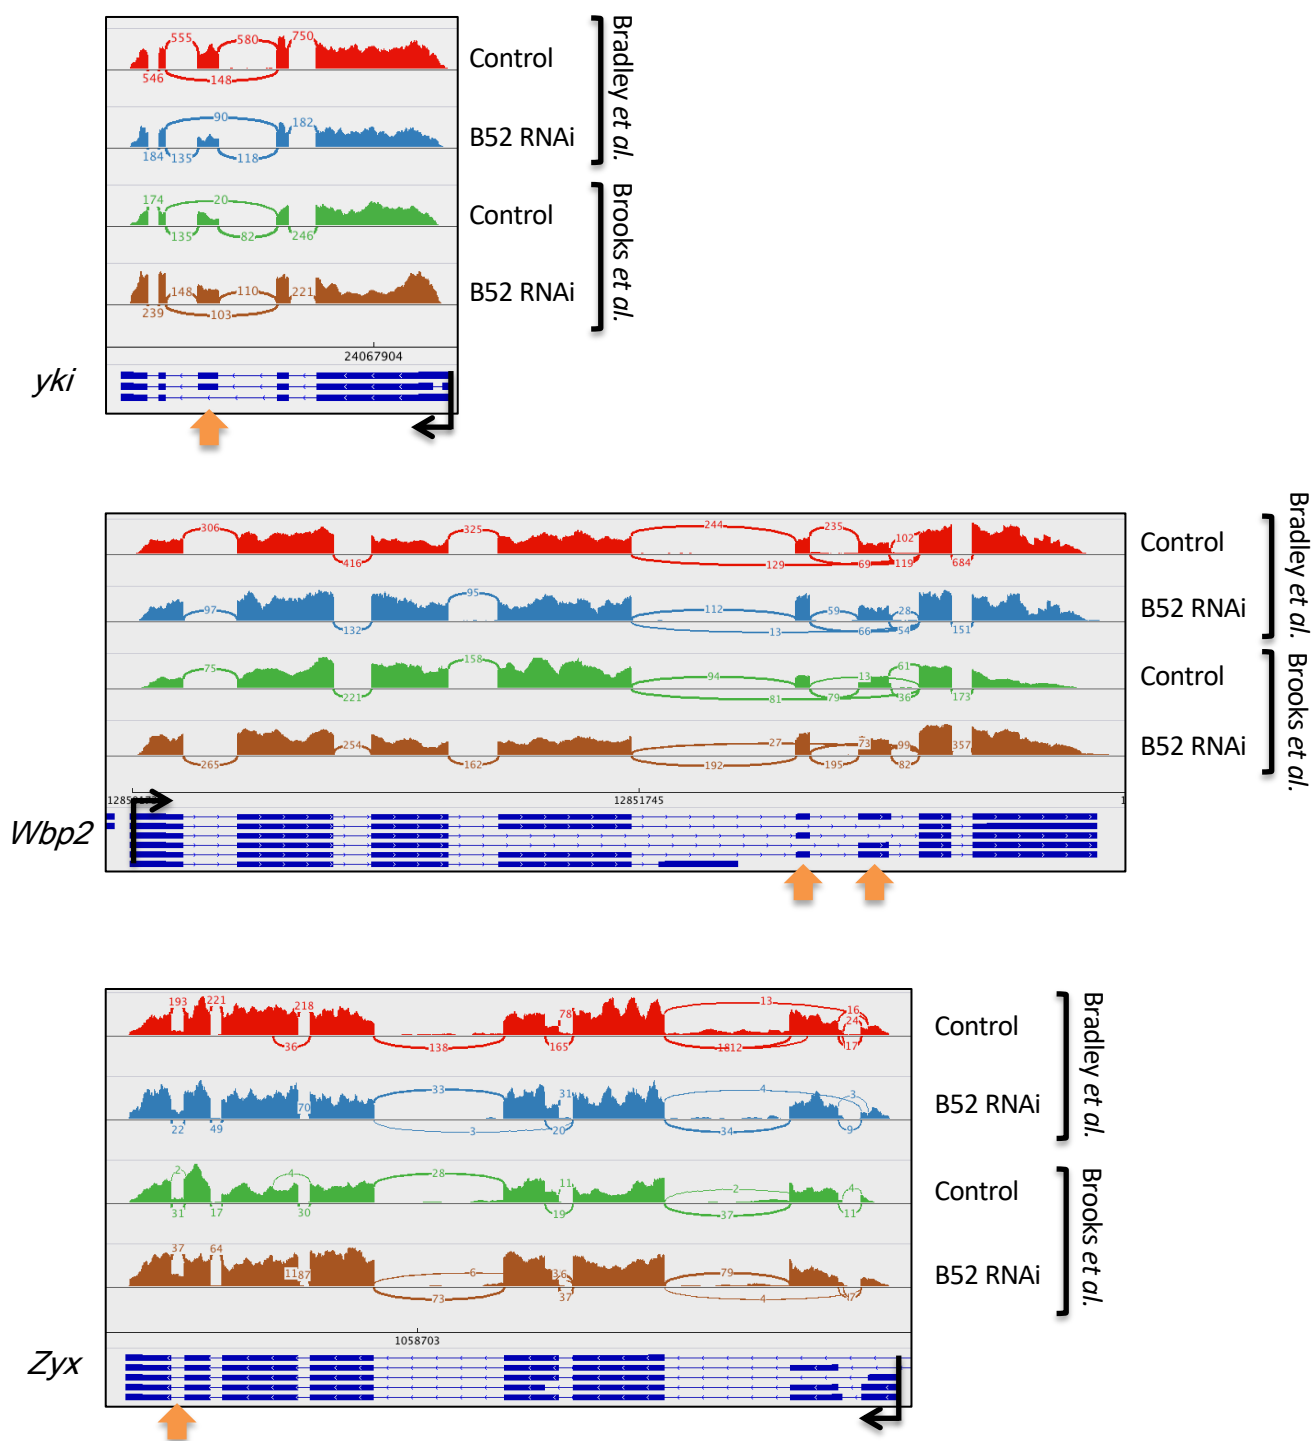 555 580 750
546 148
Control
90 182
184 135 118
B52 RNAi
Bradley et al.
174 20
135 82 246
Control
148 110 221
239 103
B52 RNAi
Brooks et al.
24067904
yki
306 325 244 235 102
416 129 69 119 684
Control
97 95 112 59 28
132 13 66 54 151
B52 RNAi
Bradley et al.
75 158 94 13 61
221 81 79 36 173
Control
254 27 73 99 357
265 162 192 195 82
B52 RNAi
Brooks et al.
12851745
Wbp2
193 221 218 78 13 16
24
36 138 165 1812 17
Control
33 31 4 3
70
22 49 3 20 34 9
B52 RNAi
Bradley et al.
2 4 28 11 2 4
31 17 30 19 37 11
Control
37 64 11 87 6 36 79
73 37 4
B52 RNAi
Brooks et al.
1058703
Zyx